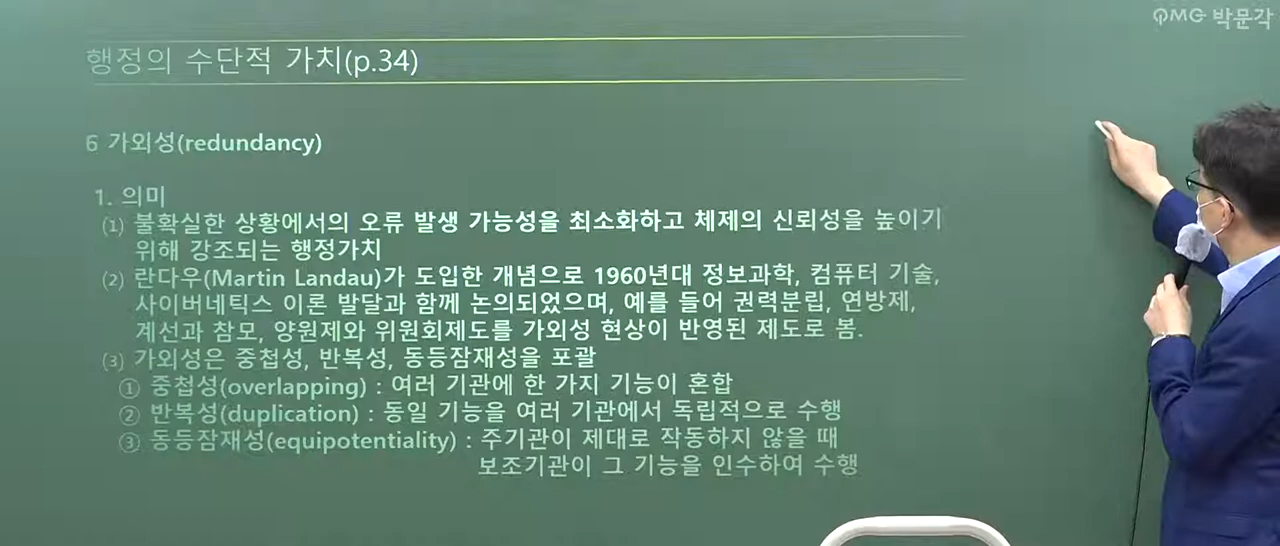 PMG 박문각
행정의 수단적 가치(p.34)
6 가외성(redundancy)
1. 의미
(1) 불확실한 상황에서의 오류 발생 가능성을 최소화하고 체제의 신뢰성을 높이기
위해 강조되는 행정가치
(2) 란다우(Martin Landau)가 도입한 개념으로 1960년대 정보과학, 컴퓨터 기술,
사이버네틱스 이론 발달과 함께 논의되었으며, 예를 들어 권력분립, 연방제,
계선과 참모, 양원제와 위원회제도를 가외성 현상이 반영된 제도로 봄.
(3) 가외성은 중첩성, 반복성, 동등잠재성을 포괄
① 중첩성(overlapping) : 여러 기관에 한 가지 기능이 혼합
② 반복성(duplication) : 동일 기능을 여러 기관에서 독립적으로 수행
③ 동등잠재성(equipotentiality) : 주기관이 제대로 작동하지 않을 때
보조기관이 그 기능을 인수하여 수행